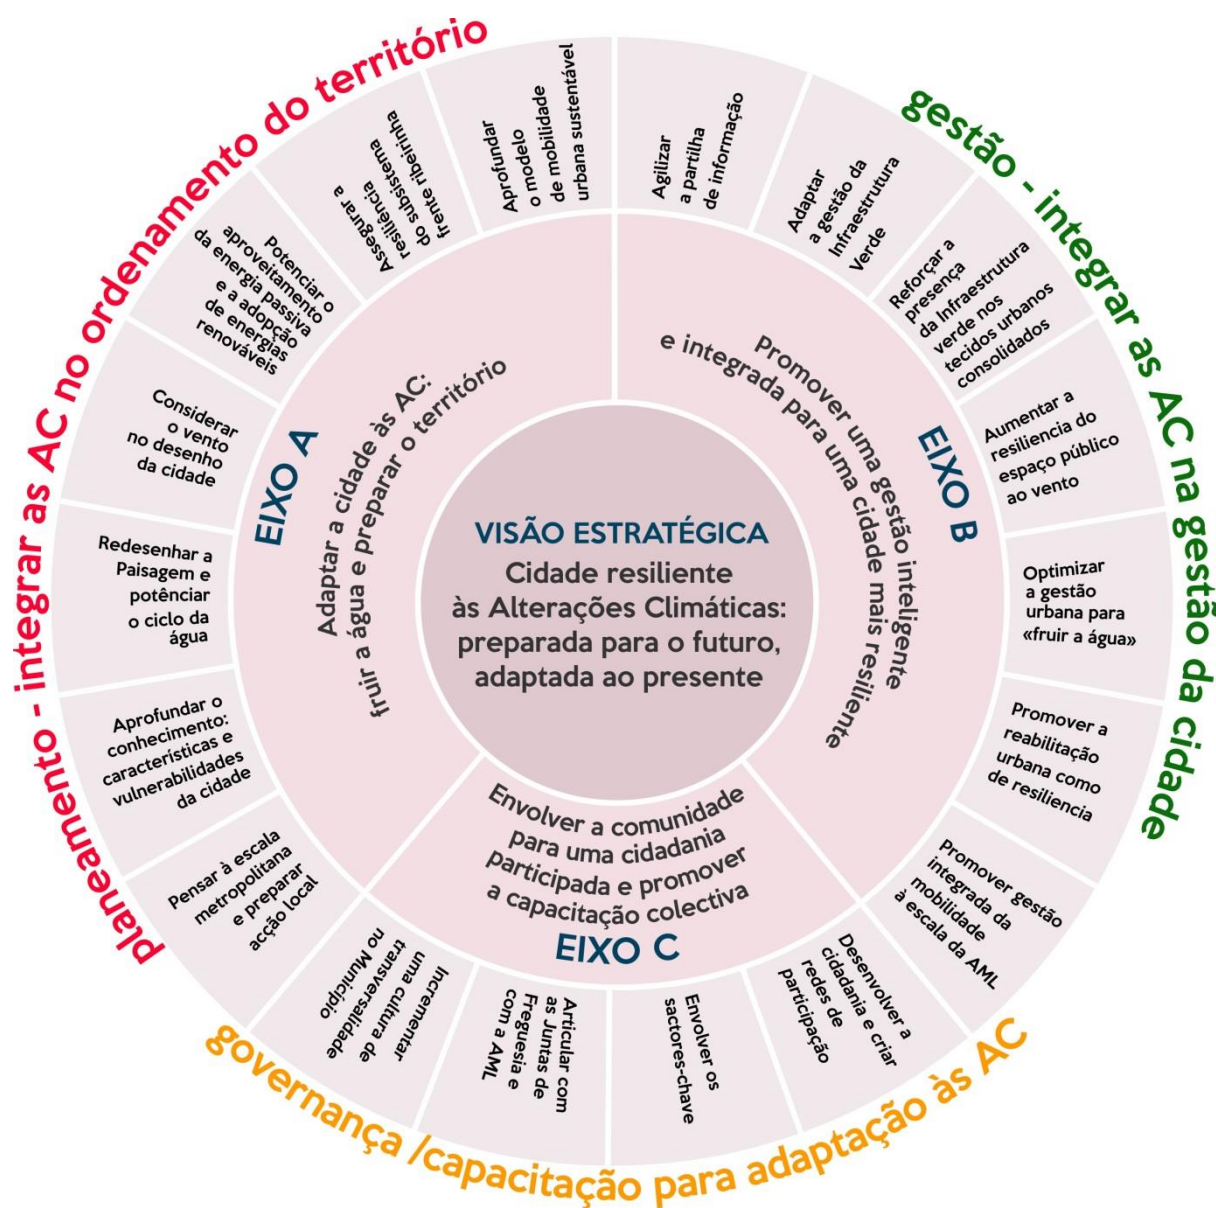 VISÃO ESTRATÉGICA
Cidade resiliente
às Alterações Climáticas:
preparada para o futuro,
adaptada ao presente
planeamento - integrar as AC no ordenamento do território
EIXO A
Adaptar a cidade às AC:
fruir a água e preparar o território
Pensar à escala
metropolitana
e preparar
acção local
Aprofundar o
conhecimento:
características e
vulnerabilidades
da cidade
Redesenhar a
Paisagem e
potênciar
o ciclo da
água
Considerar
o vento
no desenho
da cidade
Potenciar o
aproveitamento
da energia passiva
e a adopção
de energias
renováveis
Assegurar a
resiliência
do subsistema
frente ribeirinha
Aprofundar
o modelo
de mobilidade
urbana sustentável
gestão - integrar as AC na gestão da cidade
EIXO B
Promover uma gestão inteligente
e integrada para uma cidade mais resiliente
Agilizar
a partilha
de informação
Adaptar
a gestão da
Infraestrutura
Verde
Reforçar a
presença
da Infraestrutura
verde nos
tecidos urbanos
consolidados
Aumentar a
resiliencia do
espaço público
ao vento
Optimizar
a gestão
urbana para
«fruir a água»
Promover a
reabilitação
urbana como
de resiliencia
Promover gestão
integrada da
mobilidade
à escala da AML
governança /capacitação para adaptação às AC
Envolver a comunidade
para uma cidadania
participada e promover
a capacitação colectiva
EIXO C
Desenvolver a
cidadania e criar
redes de
participação
Envolver os
sactores-chave
Articular com
as Juntas de
Freguesia e
com a AML
Incrementar
uma cultura de
transversalidade
no Município